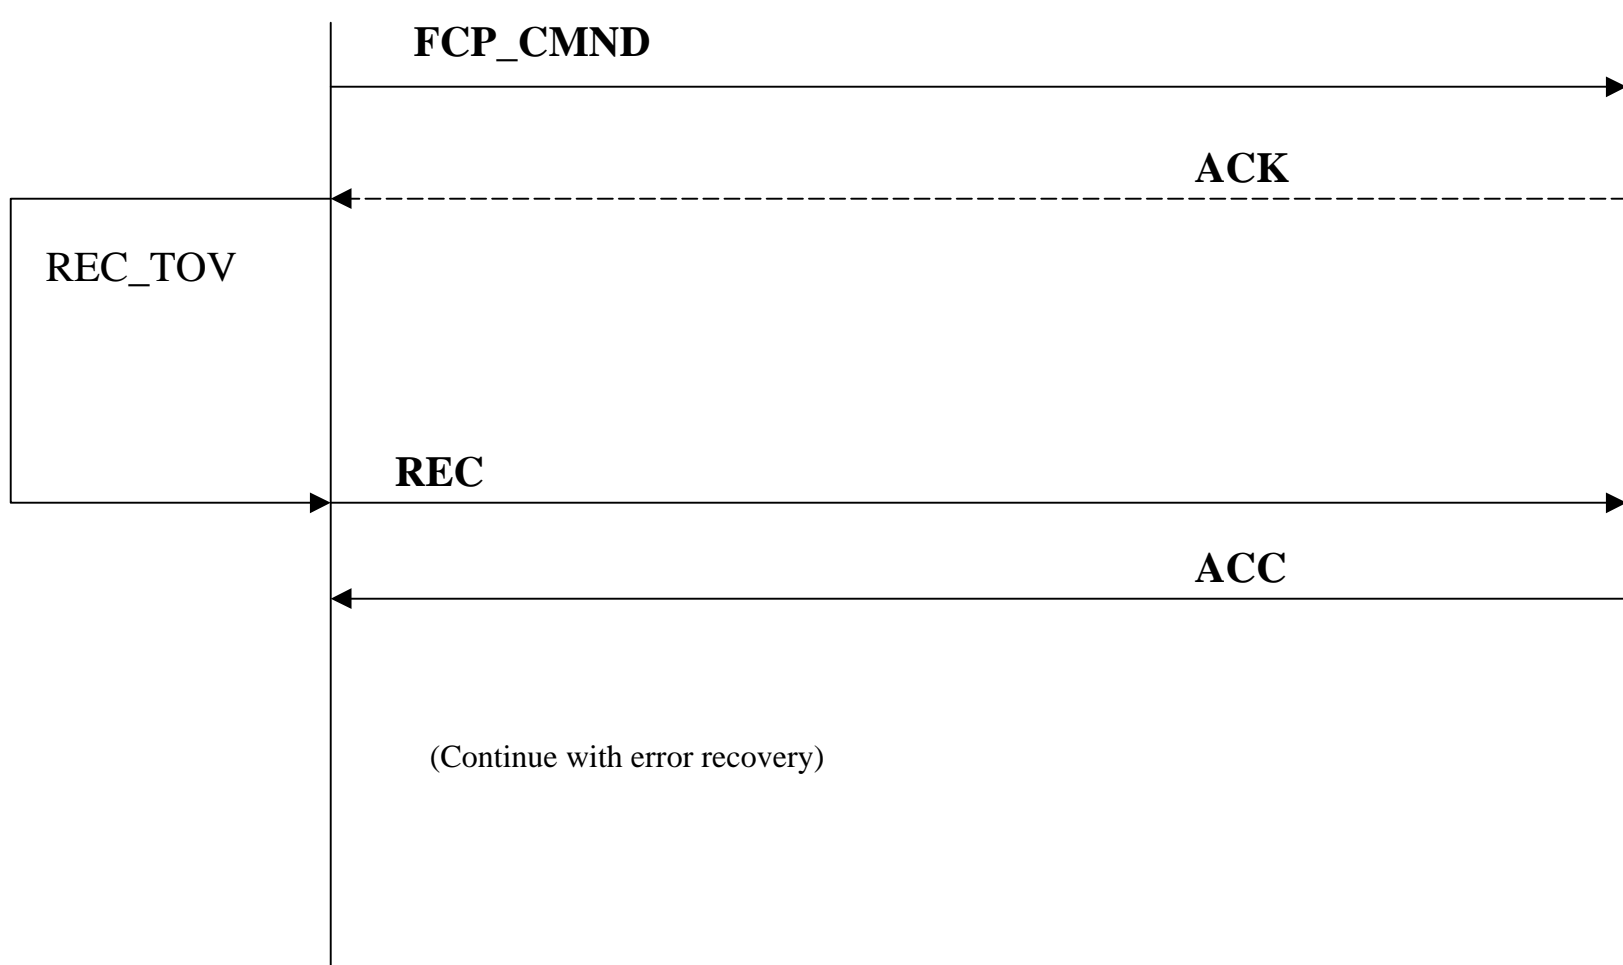 FCP_CMND
ACK
REC_TOV
REC
ACC
(Continue with error recovery)